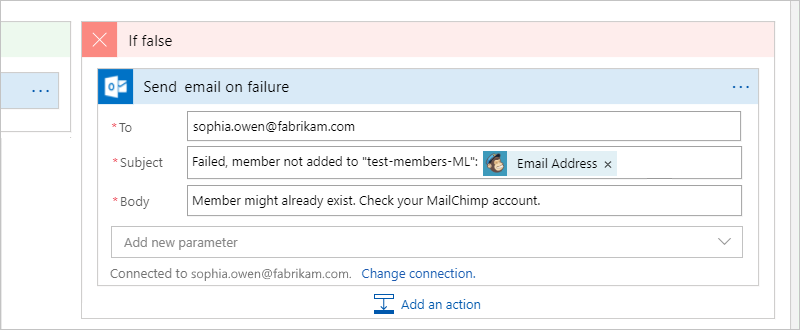 If false
Send email on failure
* To
sophia.owen@fabrikam.com
* Subject
Failed, member not added to "test-members-ML": Email Address ×
* Body
Member might already exist. Check your MailChimp account.
Add new parameter
Connected to sophia.owen@fabrikam.com. Change connection.
Add an action